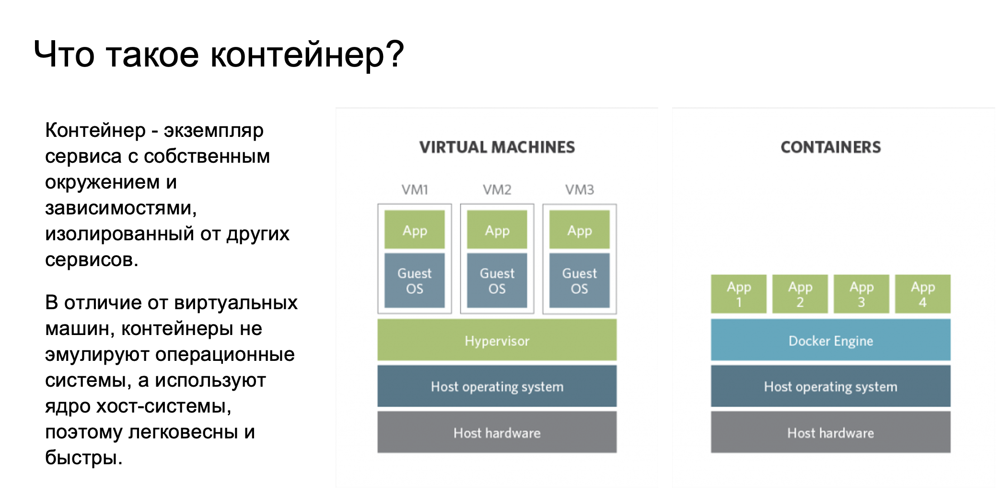 Что такое контейнер?
Контейнер - экземпляр
сервиса с собственным
окружением и
зависимостями,
изолированный от других
сервисов.
В отличие от виртуальных
машин, контейнеры не
эмулируют операционные
системы, а используют
ядро хост-системы,
поэтому легковесны и
быстры.
VIRTUAL MACHINES
VM1 VM2 VM3
App App App
Guest Guest Guest
OS OS OS
Hypervisor
Host operating system
Host hardware
CONTAINERS
App App App App
1 2 3 4
Docker Engine
Host operating system
Host hardware